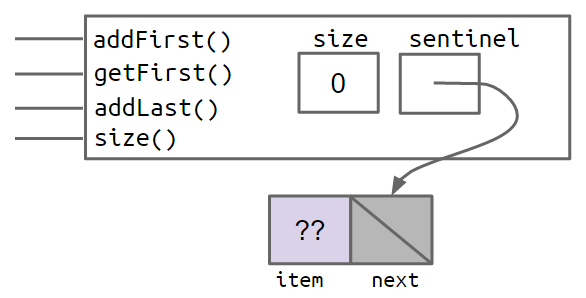 addFirst()
getFirst()
addLast()
size()
size
sentinel
0
??
item
next